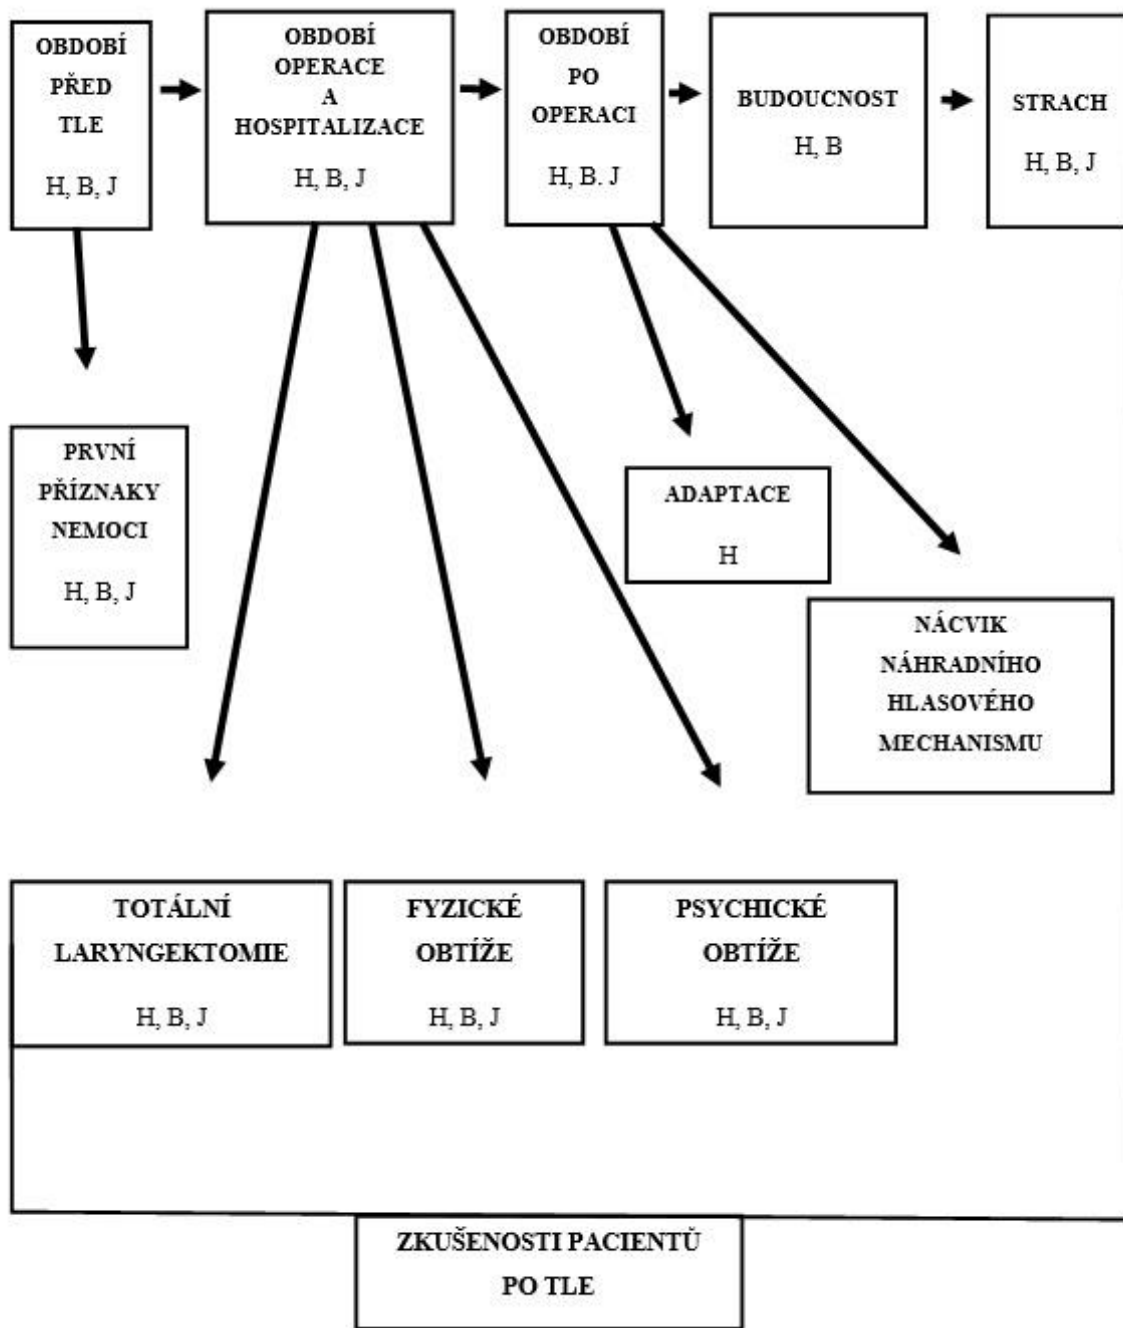 OBDOBÍ
PŘED
TLE
H, B, J
OBDOBÍ
OPERACE
A
HOSPITALIZACE
H, B, J
OBDOBÍ
PO
OPERACI
H, B. J
BUDOUCNOST
H, B
STRACH
H, B, J
PRVNÍ
PŘÍZNAKY
NEMOCI
H, B, J
ADAPTACE
H
NÁCVIK
NÁHRADNÍHO
HLASOVÉHO
MECHANISMU
TOTÁLNÍ
LARYNGEKTOMIE
H, B, J
FYZICKÉ
OBTÍŽE
H, B, J
PSYCHICKÉ
OBTÍŽE
H, B, J
ZKUŠENOSTI PACIENTŮ
PO TLE